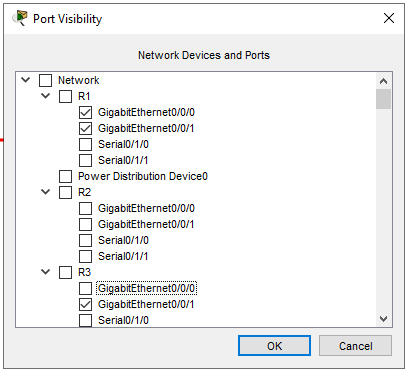 Port Visibility
Network Devices and Ports
Network
R1
GigabitEthernet0/0/0
GigabitEthernet0/0/1
Serial0/1/0
Serial0/1/1
Power Distribution Device0
R2
GigabitEthernet0/0/0
GigabitEthernet0/0/1
Serial0/1/0
Serial0/1/1
R3
GigabitEthernet0/0/0
GigabitEthernet0/0/1
Serial0/1/0
OK Cancel